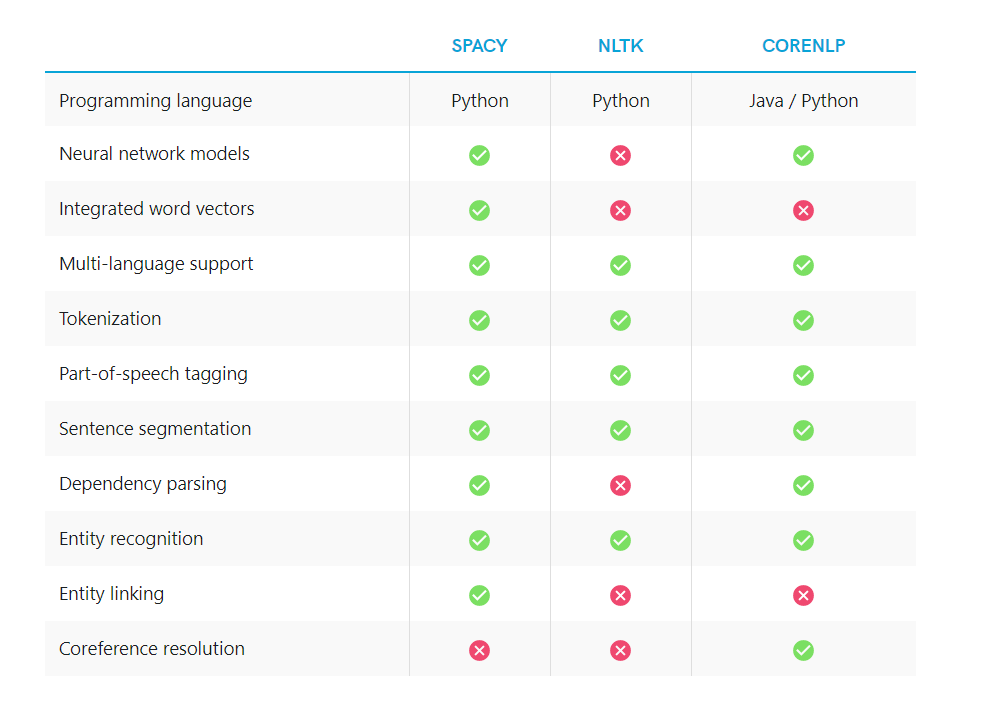 SPACY NLTK CORENLP
Programming language Python Python Java / Python
Neural network models
Integrated word vectors
Multi-language support
Tokenization
Part-of-speech tagging
Sentence segmentation
Dependency parsing
Entity recognition
Entity linking
Coreference resolution